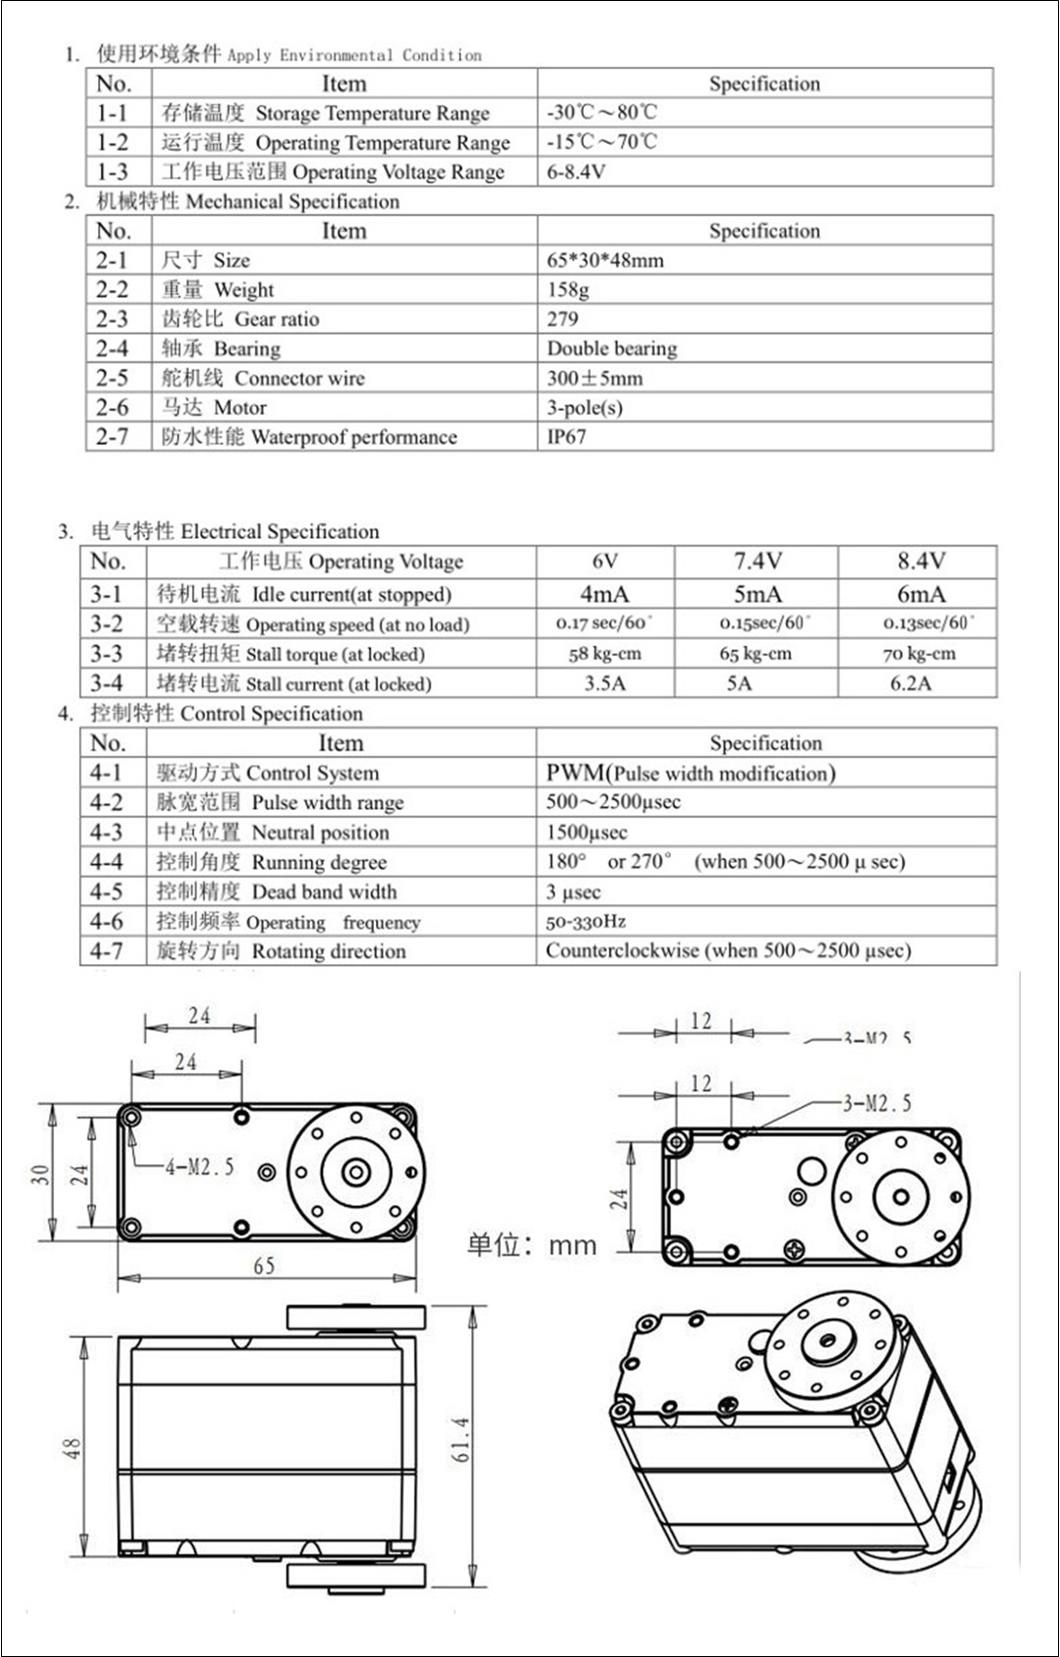 1. 使用环境条件 Apply Environmental Condition
No. Item Specification
1-1 存储温度 Storage Temperature Range -30℃～80℃
1-2 运行温度 Operating Temperature Range -15℃～70℃
1-3 工作电压范围 Operating Voltage Range 6-8.4V
2. 机械特性 Mechanical Specification
No. Item Specification
2-1 尺寸 Size 65*30*48mm
2-2 重量 Weight 158g
2-3 齿轮比 Gear ratio 279
2-4 轴承 Bearing Double bearing
2-5 舵机线 Connector wire 300±5mm
2-6 马达 Motor 3-pole(s)
2-7 防水性能 Waterproof performance IP67
3. 电气特性 Electrical Specification
No. 工作电压 Operating Voltage 6V 7.4V 8.4V
3-1 待机电流 Idle current(at stopped) 4mA 5mA 6mA
3-2 空载转速 Operating speed (at no load) 0.17 sec/60° 0.15sec/60° 0.13sec/60°
3-3 堵转扭矩 Stall torque (at locked) 58 kg-cm 65 kg-cm 70 kg-cm
3-4 堵转电流 Stall current (at locked) 3.5A 5A 6.2A
4. 控制特性 Control Specification
No. Item Specification
4-1 驱动方式 Control System PWM(Pulse width modification)
4-2 脉宽范围 Pulse width range 500～2500μsec
4-3 中点位置 Neutral position 1500μsec
4-4 控制角度 Running degree 180° or 270° (when 500～2500 μ sec)
4-5 控制精度 Dead band width 3 μsec
4-6 控制频率 Operating frequency 50-330Hz
4-7 旋转方向 Rotating direction Counterclockwise (when 500～2500 μsec)
24 12
3-M2.5
24 12
3-M2.5
30 24 4-M2.5 24
单位：mm
65
48 61.4